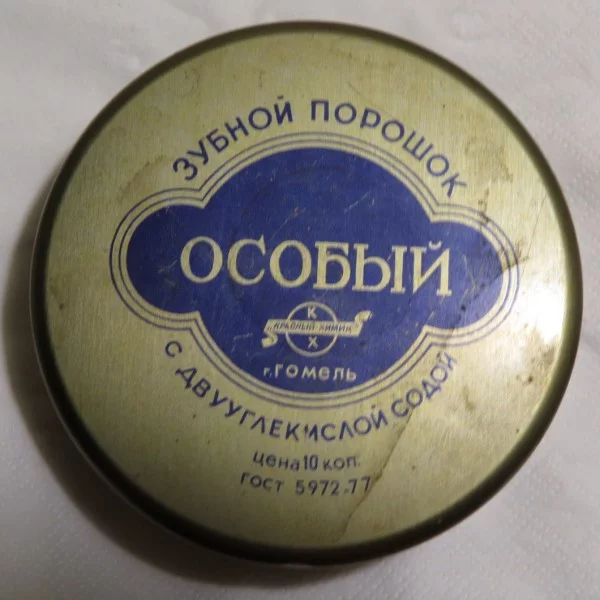 ЗУБНОЙ ПОРОШОК
ОСОБЫЙ
К
КРАСНЫЙ ХИМИК
Х
г. ГОМЕЛЬ
С ДВУУГЛЕКИСЛОЙ СОДОЙ
цена 10 коп.
ГОСТ 5972-77